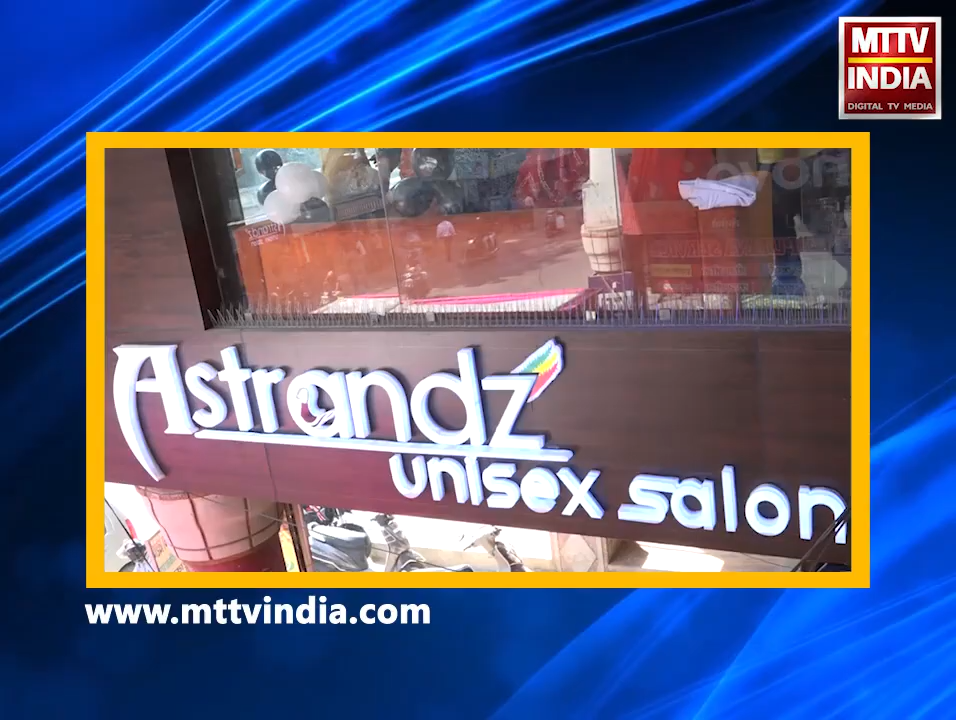 MTTV
INDIA
DIGITAL TV MEDIA
Astrandz
unisex salon
www.mttvindia.com